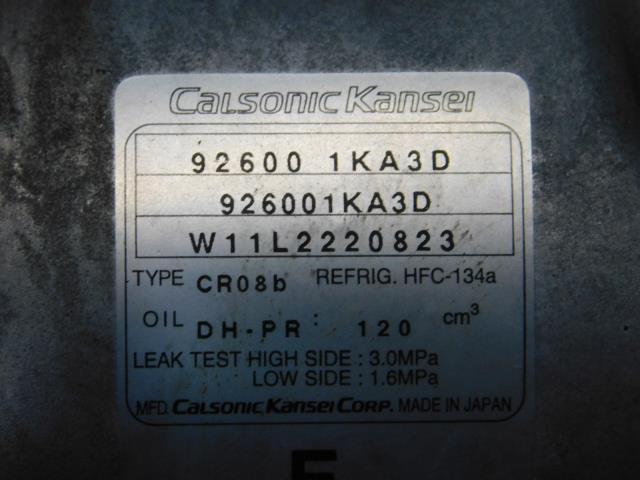 Calsonic Kansei
92600 1KA3D
926001KA3D
W11L2220823
TYPE CR08b REFRIG. HFC-134a
OIL DH-PR: 120 cm³
LEAK TEST HIGH SIDE : 3.0MPa
LOW SIDE : 1.6MPa
MFD. CALSONIC KANSEI CORP. MADE IN JAPAN